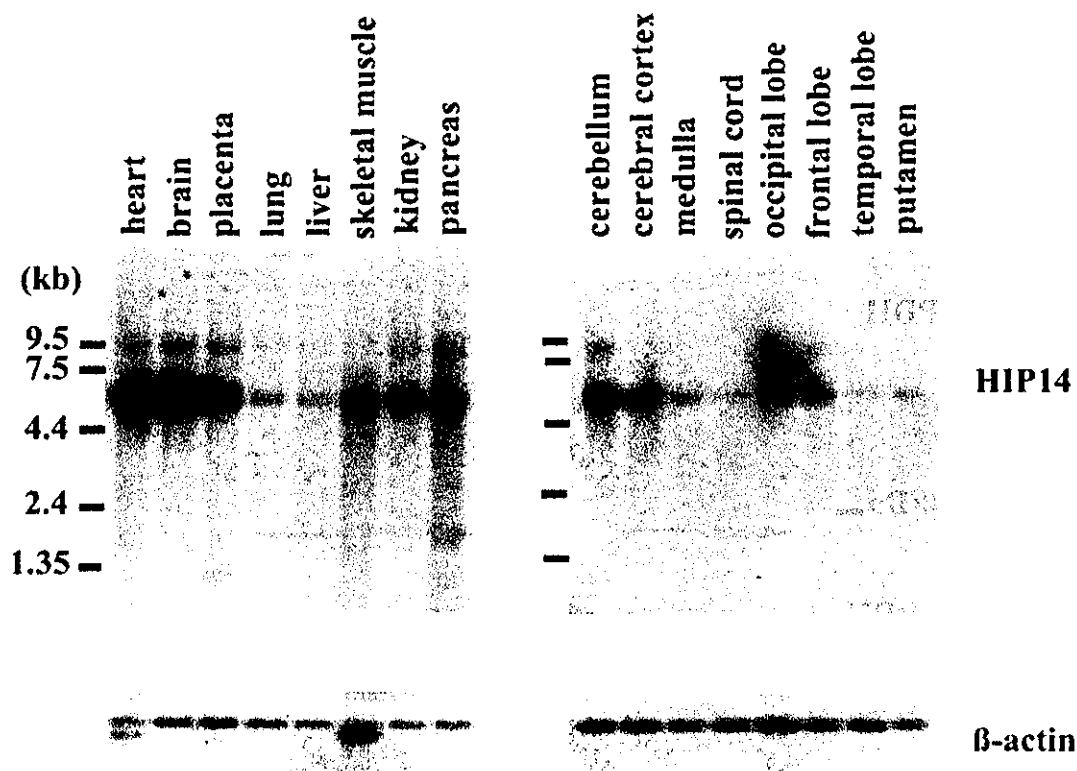 heart
brain
placenta
lung
liver
skeletal muscle
kidney
pancreas
cerebellum
cerebral cortex
medulla
spinal cord
occipital lobe
frontal lobe
temporal lobe
putamen
(kb)
9.5
7.5
4.4
2.4
1.35
HIP14
ß-actin